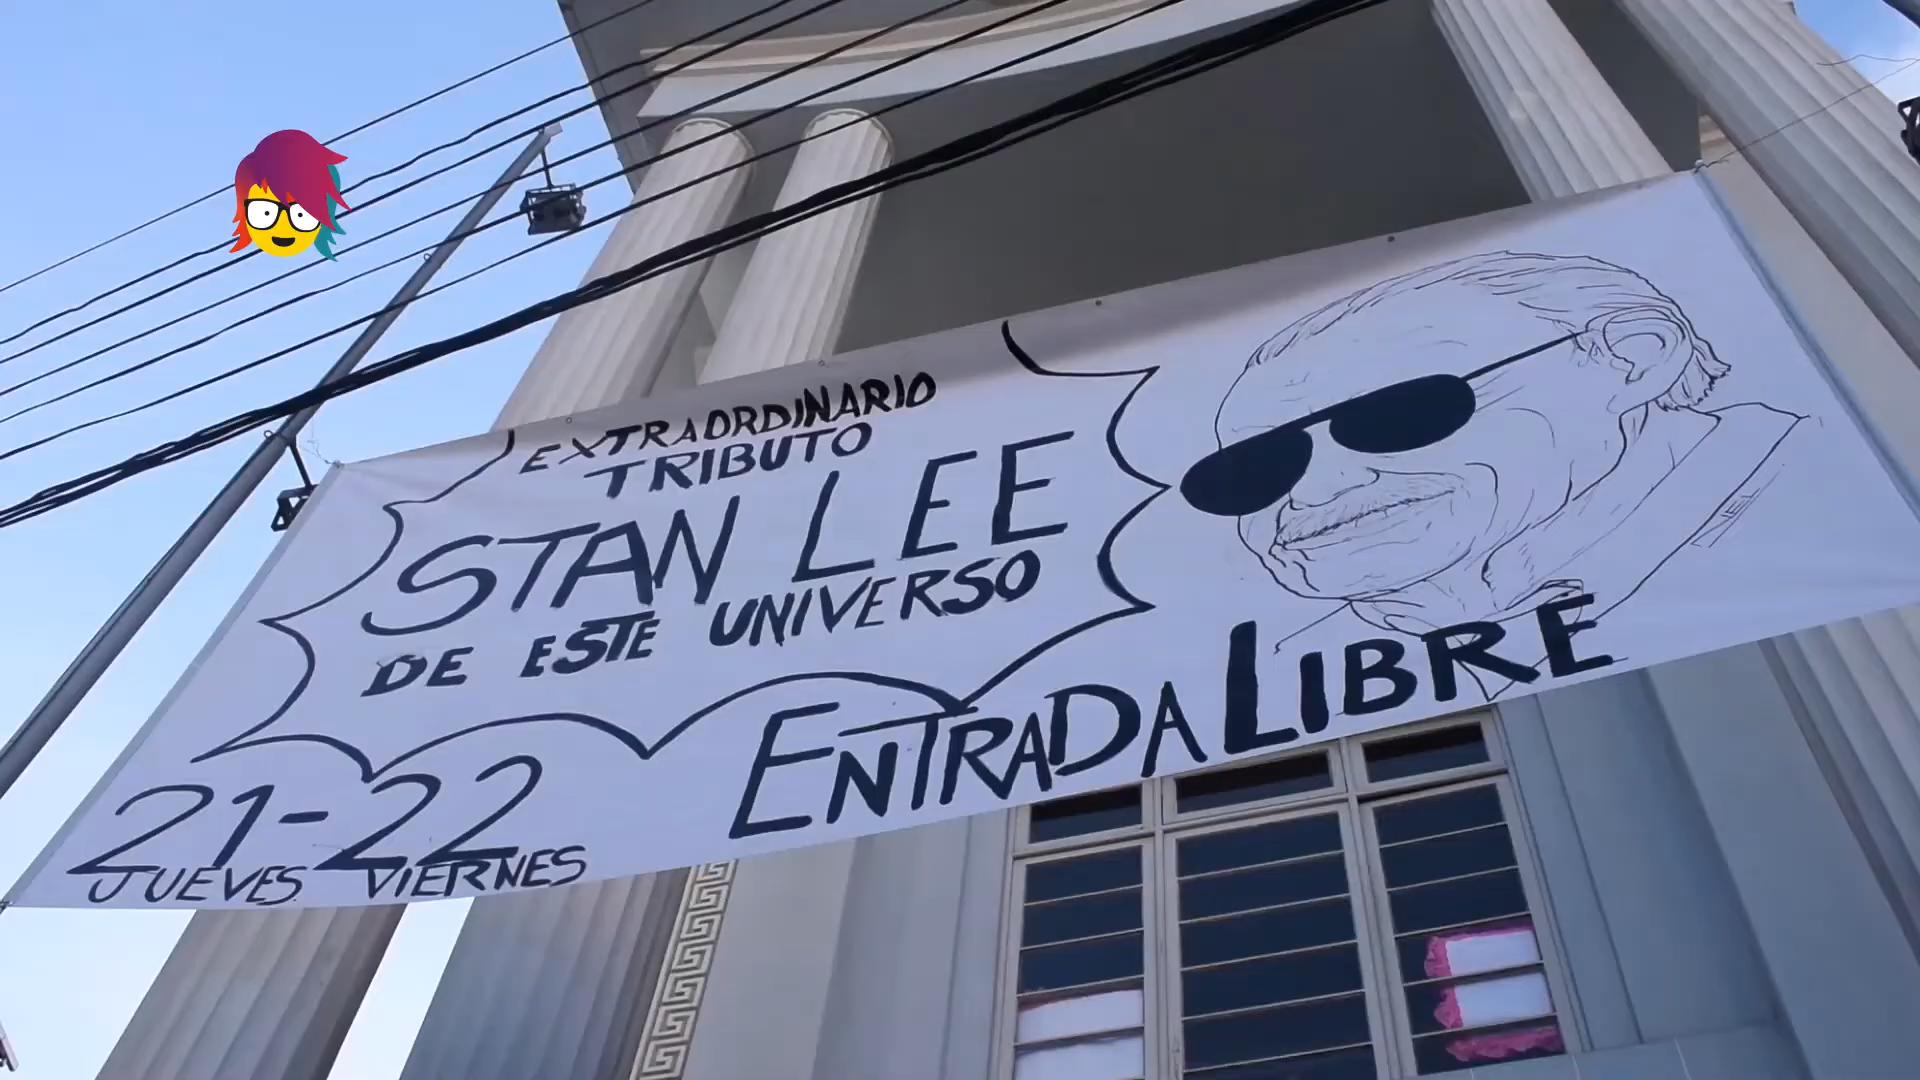 EXTRAORDINARIO
TRIBUTO
STAN LEE
DE ESTE UNIVERSO
ENTRADA LIBRE
21-22
JUEVES VIERNES